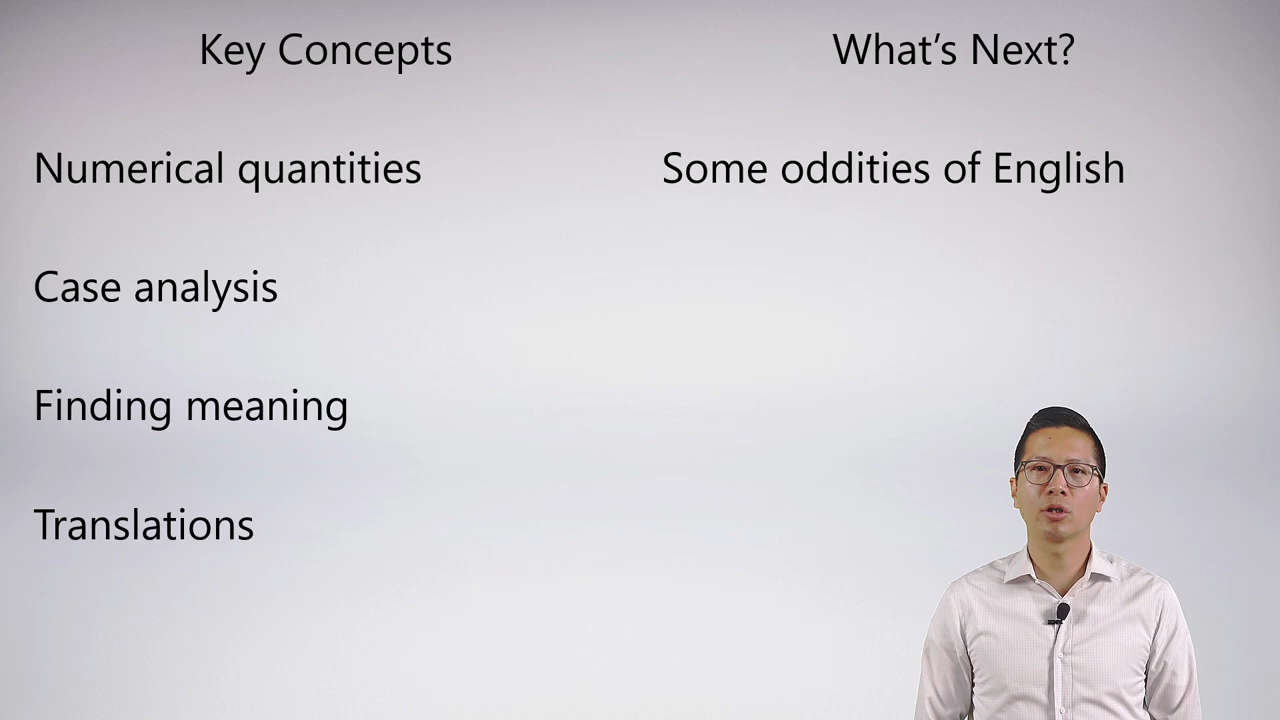 Key Concepts
Numerical quantities
Case analysis
Finding meaning
Translations
What's Next?
Some oddities of English